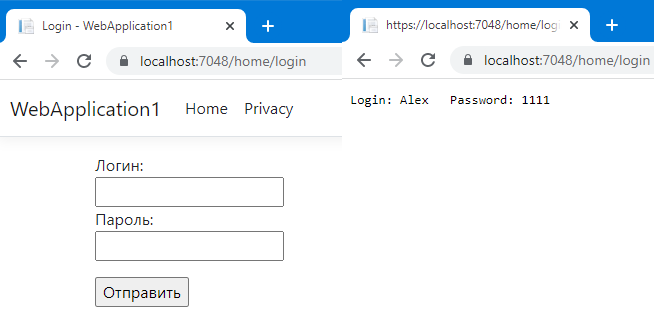 Login - WebApplication1
localhost:7048/home/login
WebApplication1 Home Privacy
Логин:
Пароль:
Отправить
https://localhost:7048/home/log
localhost:7048/home/login
Login: Alex Password: 1111